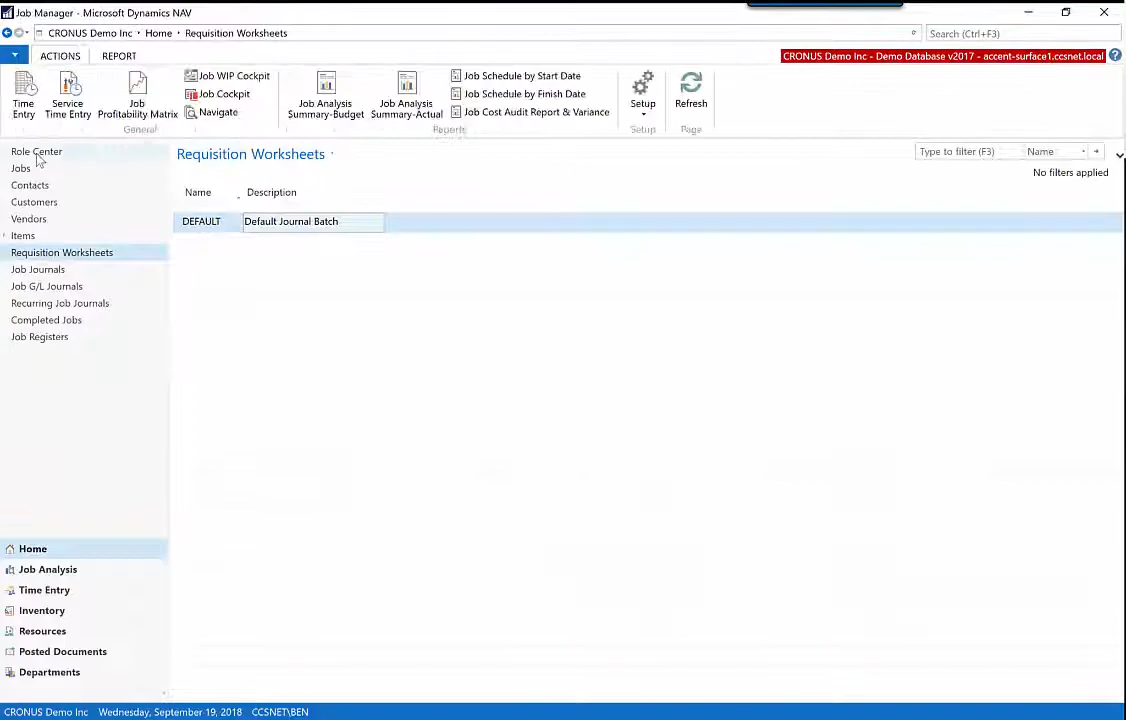 Job Manager - Microsoft Dynamics NAV
CRONUS Demo Inc
Home
Requisition Worksheets
Search (Ctrl+F3)
ACTIONS
REPORT
CRONUS Demo Inc - Demo Database v2017 - accent-surface1.ccsnet.local
Time Entry
Service Time Entry
Job Profitability Matrix
Job WIP Cockpit
Job Cockpit
Navigate
General
Job Analysis Summary-Budget
Job Analysis Summary-Actual
Job Schedule by Start Date
Job Schedule by Finish Date
Job Cost Audit Report & Variance
Reports
Setup
Setup
Refresh
Page
Role Center
Jobs
Contacts
Customers
Vendors
Items
Requisition Worksheets
Job Journals
Job G/L Journals
Recurring Job Journals
Completed Jobs
Job Registers
Requisition Worksheets
Type to filter (F3)
Name
No filters applied
Name
Description
DEFAULT
Default Journal Batch
Home
Job Analysis
Time Entry
Inventory
Resources
Posted Documents
Departments
CRONUS Demo Inc
Wednesday, September 19, 2018
CCSNET\BEN